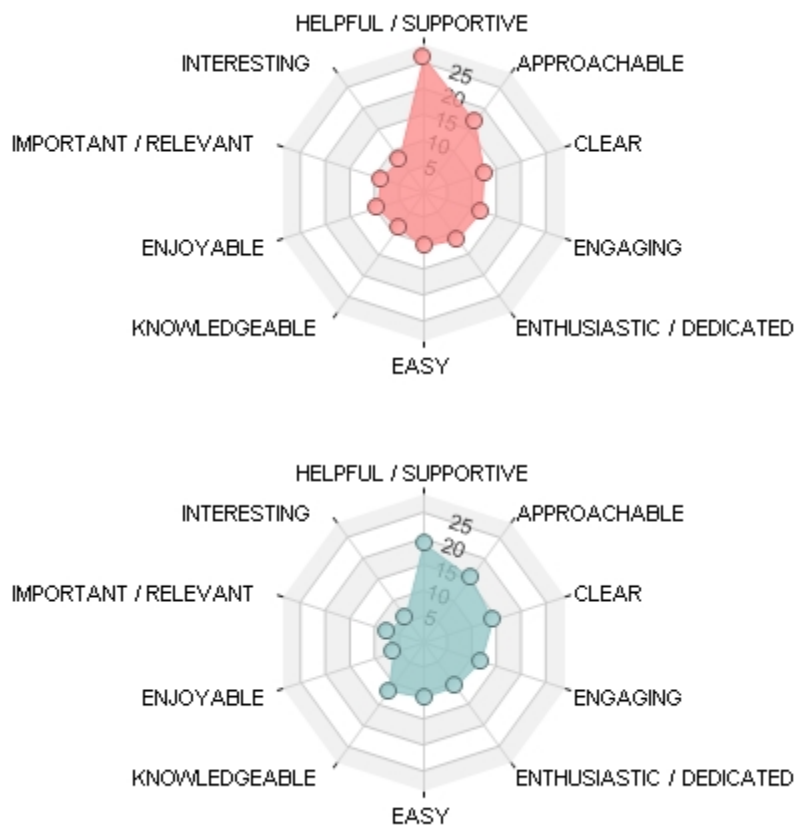 HELPFUL / SUPPORTIVE
INTERESTING
APPROACHABLE
25
20
15
10
5
IMPORTANT / RELEVANT
CLEAR
ENJOYABLE
ENGAGING
KNOWLEDGEABLE
ENTHUSIASTIC / DEDICATED
EASY
HELPFUL / SUPPORTIVE
INTERESTING
APPROACHABLE
25
20
15
10
5
IMPORTANT / RELEVANT
CLEAR
ENJOYABLE
ENGAGING
KNOWLEDGEABLE
ENTHUSIASTIC / DEDICATED
EASY